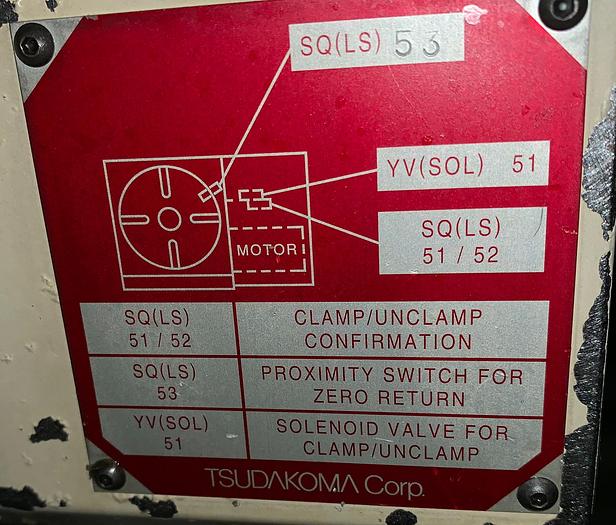 SQ(LS) 53
YV(SOL) 51
SQ(LS)
51 / 52
MOTOR
SQ(LS)
51 / 52
CLAMP/UNCLAMP
CONFIRMATION
SQ(LS)
53
PROXIMITY SWITCH FOR
ZERO RETURN
YV(SOL)
51
SOLENOID VALVE FOR
CLAMP/UNCLAMP
TSUDAKOMA Corp.